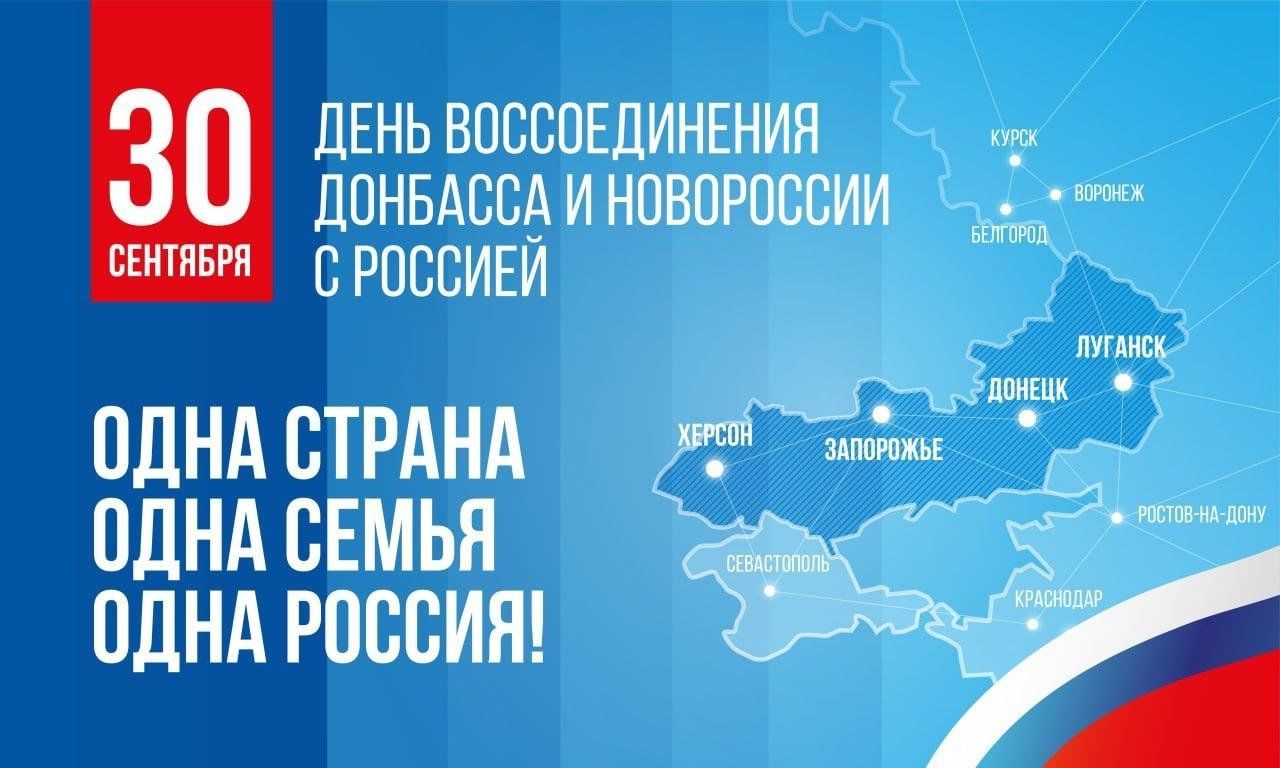 30
СЕНТЯБРЯ
ДЕНЬ ВОССОЕДИНЕНИЯ
ДОНБАССА И НОВОРОССИИ
С РОССИЕЙ
ОДНА СТРАНА
ОДНА СЕМЬЯ
ОДНА РОССИЯ!
КУРСК
ВОРОНЕЖ
БЕЛГОРОД
ЛУГАНСК
ДОНЕЦК
ХЕРСОН
ЗАПОРОЖЬЕ
РОСТОВ-НА-ДОНУ
СЕВАСТОПОЛЬ
КРАСНОДАР